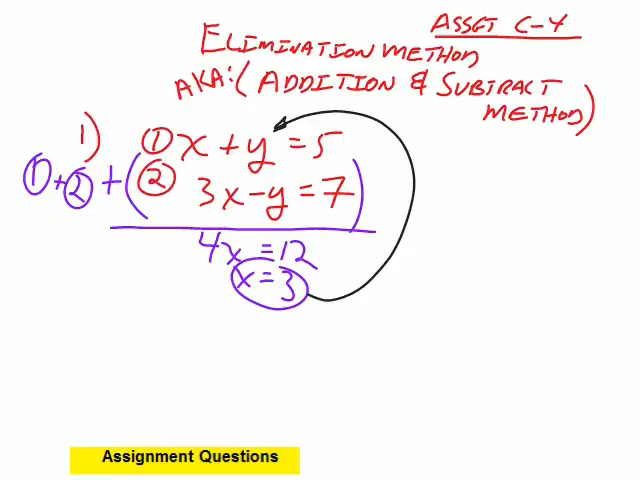 ASSET C-4
ELIMINATION METHOD
AKA: (ADDITION & SUBTRACT
METHOD)
1) ① x + y = 5
①+② + ( ② 3x - y = 7 )
4x = 12
x = 3
Assignment Questions